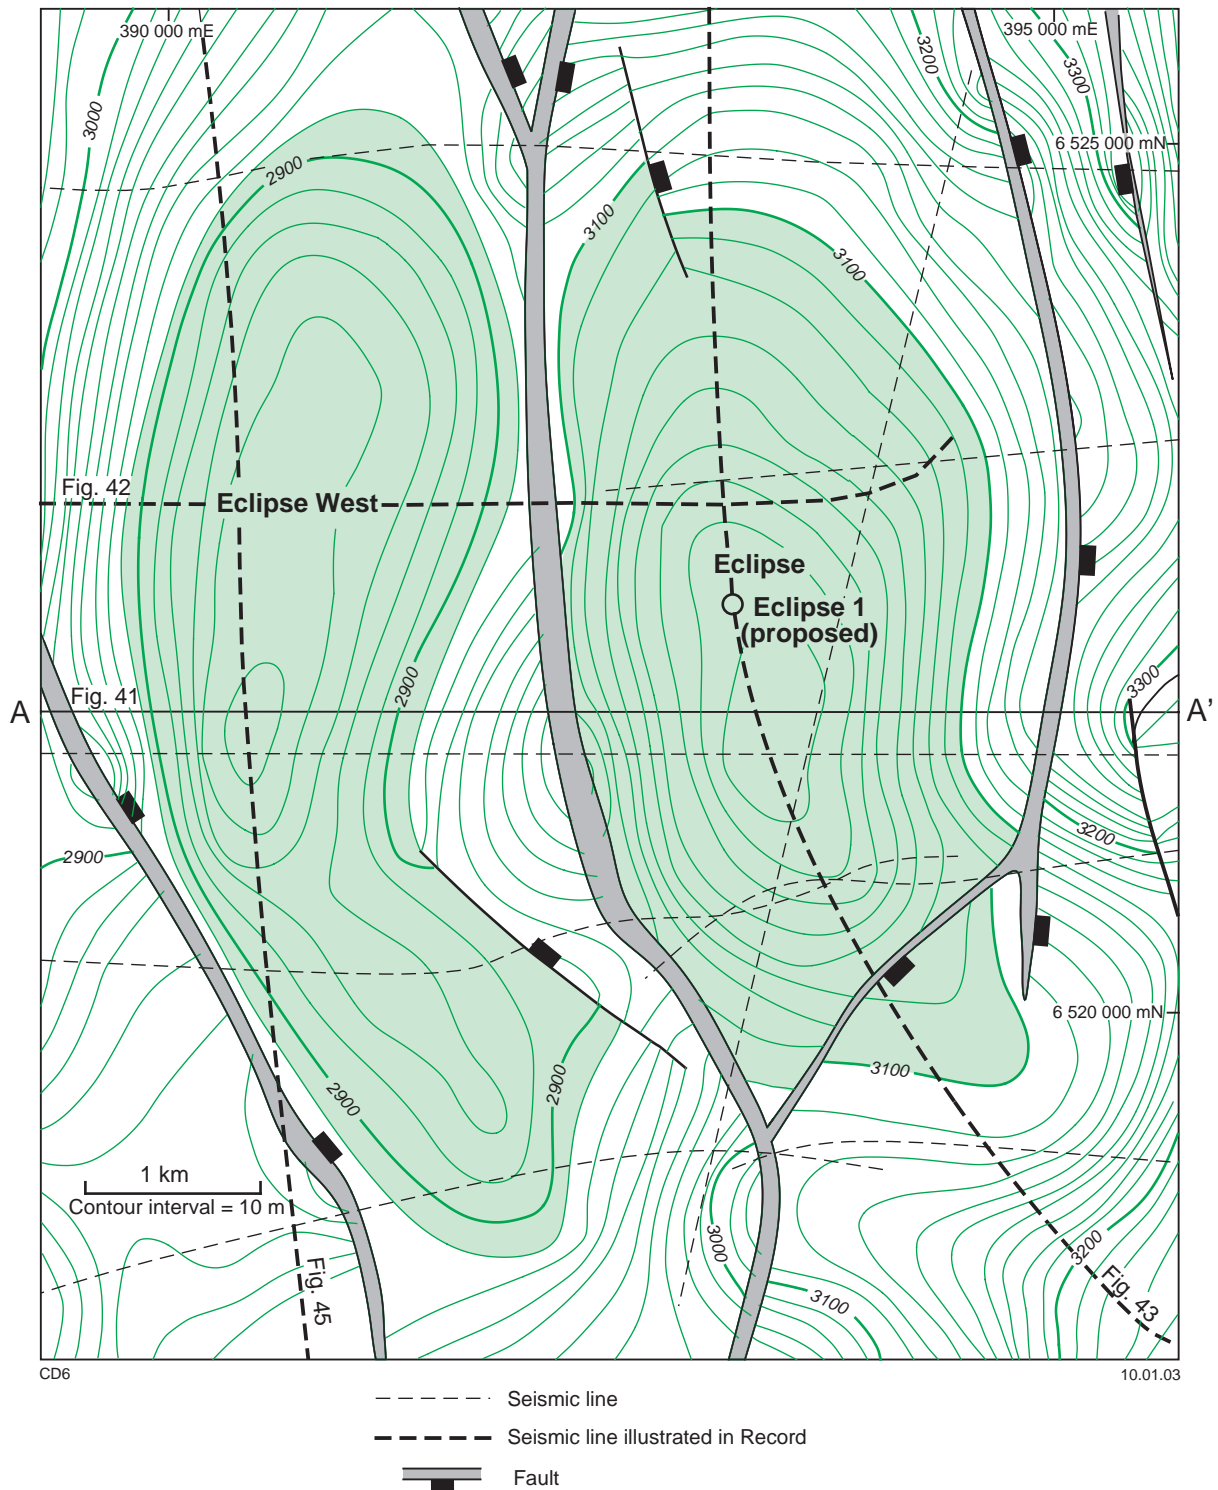 390 000 mE
395 000 mE
3000
3200
3300
6 525 000 mN
2900
3100
3100
Fig. 42
Eclipse West
Eclipse
Eclipse 1
(proposed)
2900
3300
A
Fig. 41
A’
2900
3200
6 520 000 mN
2900
2900
3100
1 km
Contour interval = 10 m
3000
3200
3100
Fig. 45
Fig. 43
CD6
10.01.03
Seismic line
Seismic line illustrated in Record
Fault